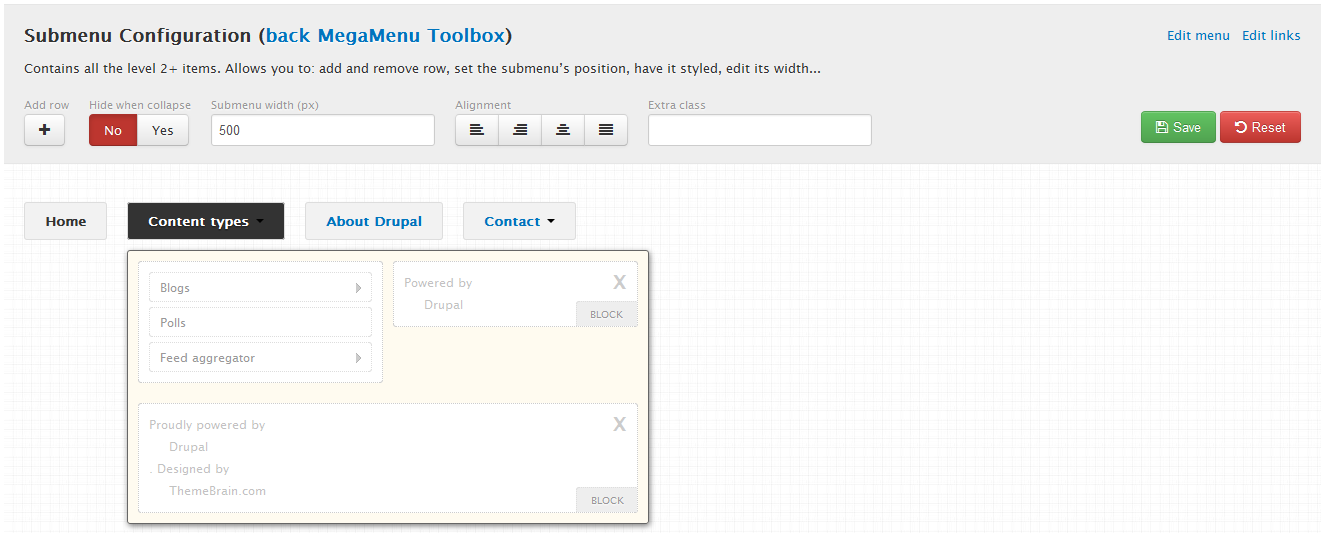 Submenu Configuration (back MegaMenu Toolbox)
Edit menu Edit links
Contains all the level 2+ items. Allows you to: add and remove row, set the submenu's position, have it styled, edit its width...
Add row Hide when collapse Submenu width (px) Alignment Extra class
No Yes 500 Save Reset
Home Content types About Drupal Contact
Blogs
Polls
Feed aggregator
Powered by
Drupal
X
BLOCK
Proudly powered by
Drupal
. Designed by
ThemeBrain.com
X
BLOCK